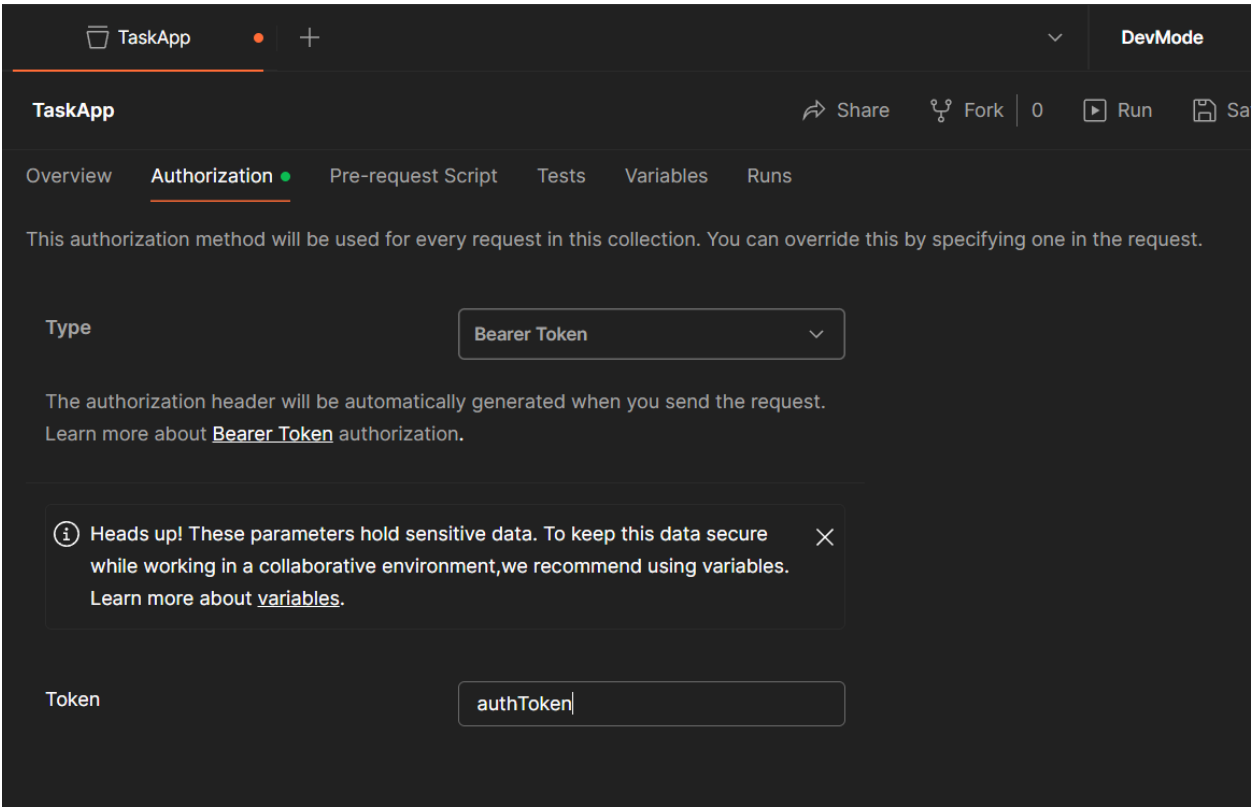 TaskApp
DevMode
TaskApp
Share
Fork
0
Run
Sa
Overview
Authorization
Pre-request Script
Tests
Variables
Runs
This authorization method will be used for every request in this collection. You can override this by specifying one in the request.
Type
Bearer Token
The authorization header will be automatically generated when you send the request.
Learn more about Bearer Token authorization.
Heads up! These parameters hold sensitive data. To keep this data secure
while working in a collaborative environment,we recommend using variables.
Learn more about variables.
Token
authToken